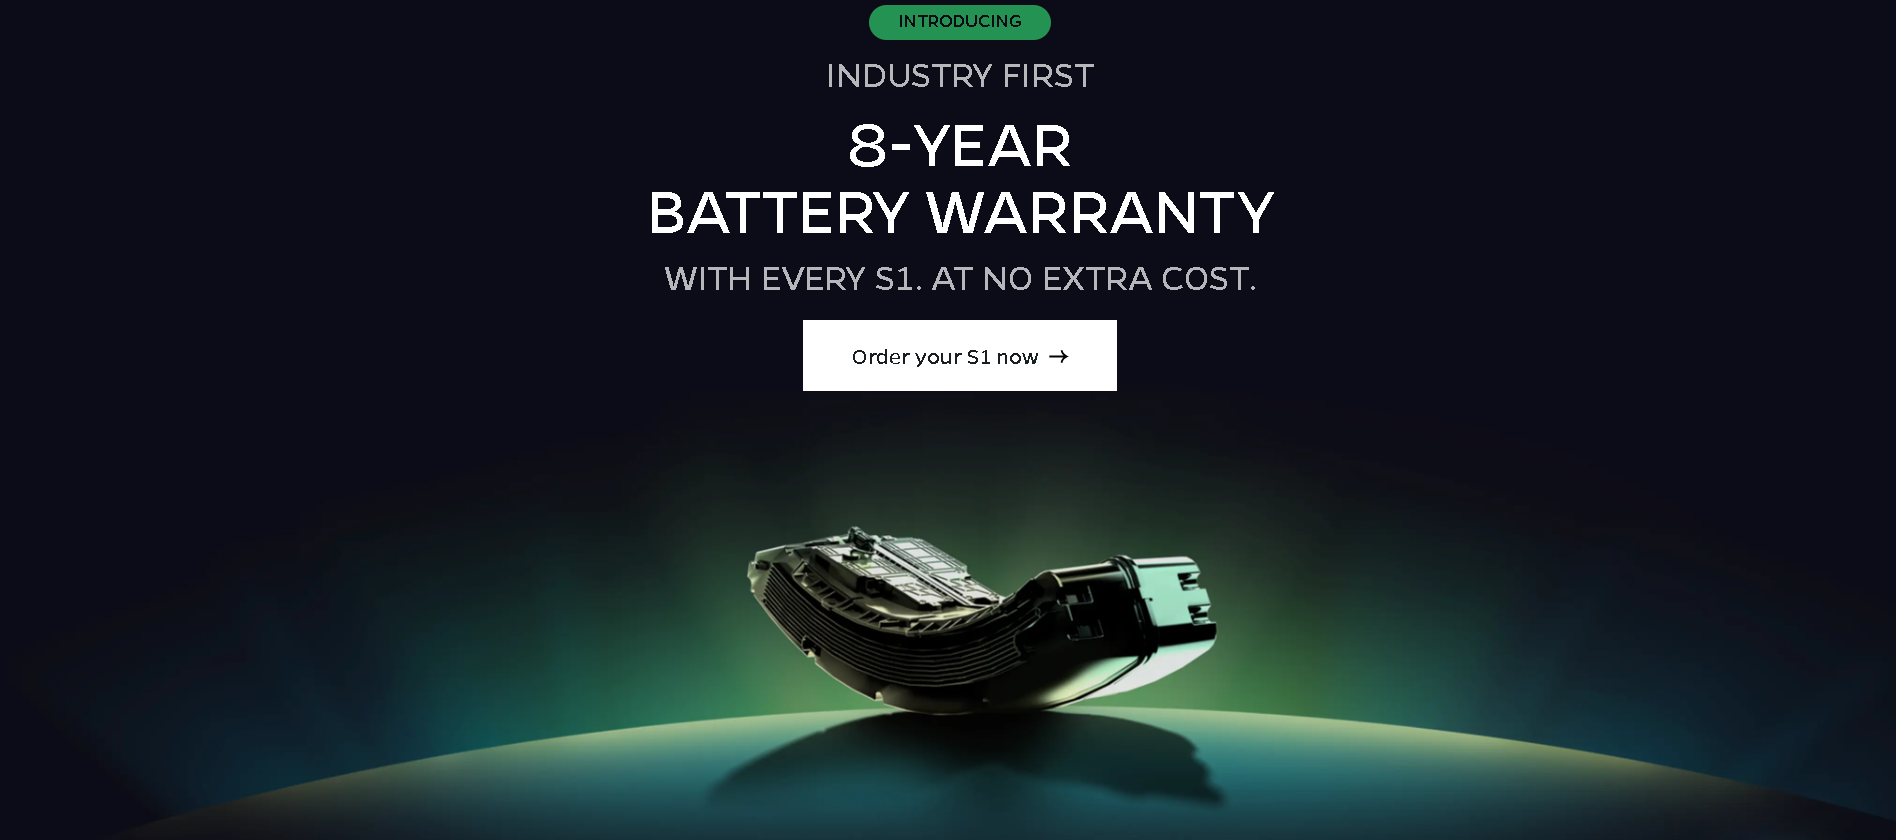 INTRODUCING
INDUSTRY FIRST
8-YEAR
BATTERY WARRANTY
WITH EVERY S1. AT NO EXTRA COST.
Order your S1 now →